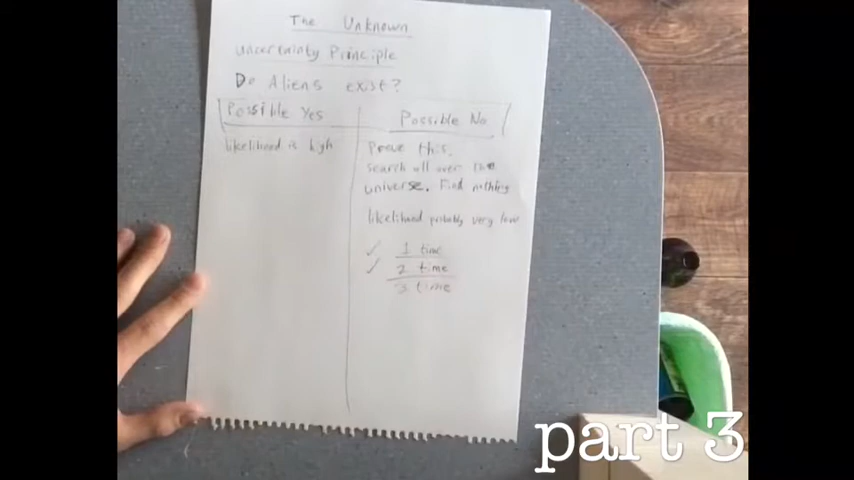 The Unknown
Uncertainty Principle
Do Aliens exist?
Possible Yes
likelihood is high
Possible No
Prove this.
search all over the
universe. Find nothing
likelihood probably very low
1 time
2 time
3 time
part 3